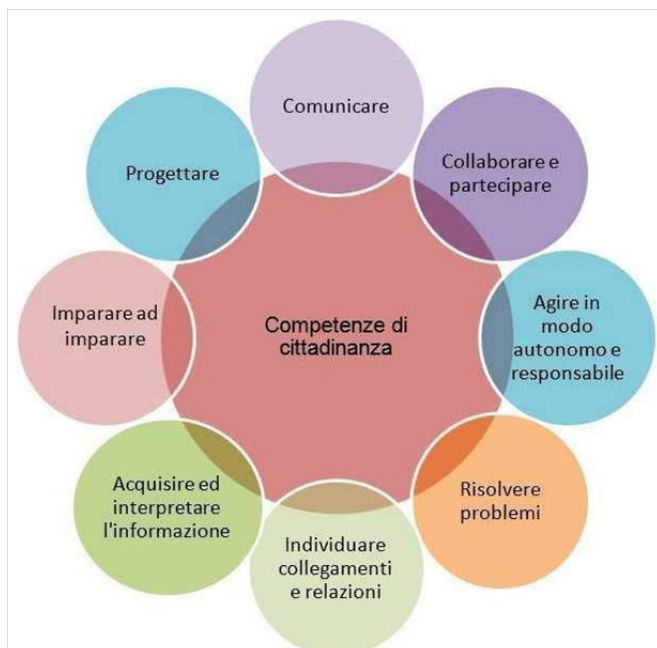 Comunicare
Collaborare e
partecipare
Agire in
modo
autonomo e
responsabile
Risolvere
problemi
Individuare
collegamenti
e relazioni
Acquisire ed
interpretare
l'informazione
Imparare ad
imparare
Progettare
Competenze di
cittadinanza